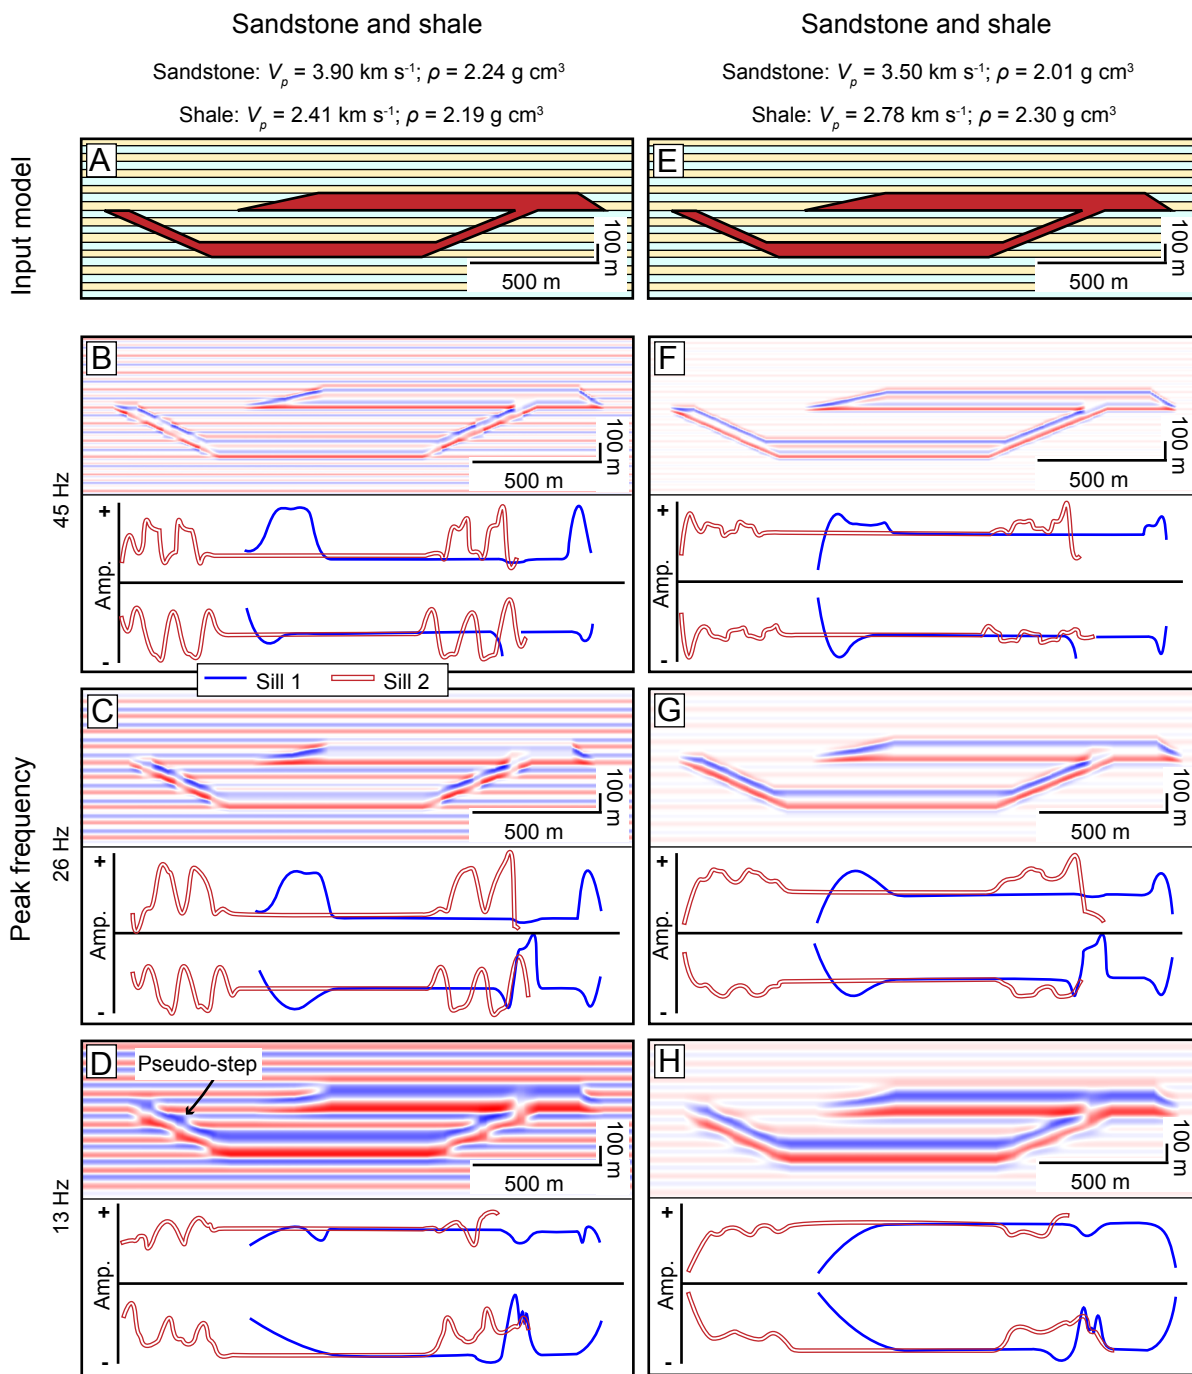 Sandstone and shale
Sandstone and shale
Sandstone: Vp = 3.90 km s-1; ρ = 2.24 g cm3
Sandstone: Vp = 3.50 km s-1; ρ = 2.01 g cm3
Shale: Vp = 2.41 km s-1; ρ = 2.19 g cm3
Shale: Vp = 2.78 km s-1; ρ = 2.30 g cm3
Input model
A
500 m
100 m
E
500 m
100 m
Peak frequency
45 Hz
B
500 m
100 m
+
Amp.
-
F
500 m
100 m
+
Amp.
-
Sill 1
Sill 2
26 Hz
C
500 m
100 m
+
Amp.
-
G
500 m
100 m
+
Amp.
-
13 Hz
D
Pseudo-step
500 m
100 m
+
Amp.
-
H
500 m
100 m
+
Amp.
-